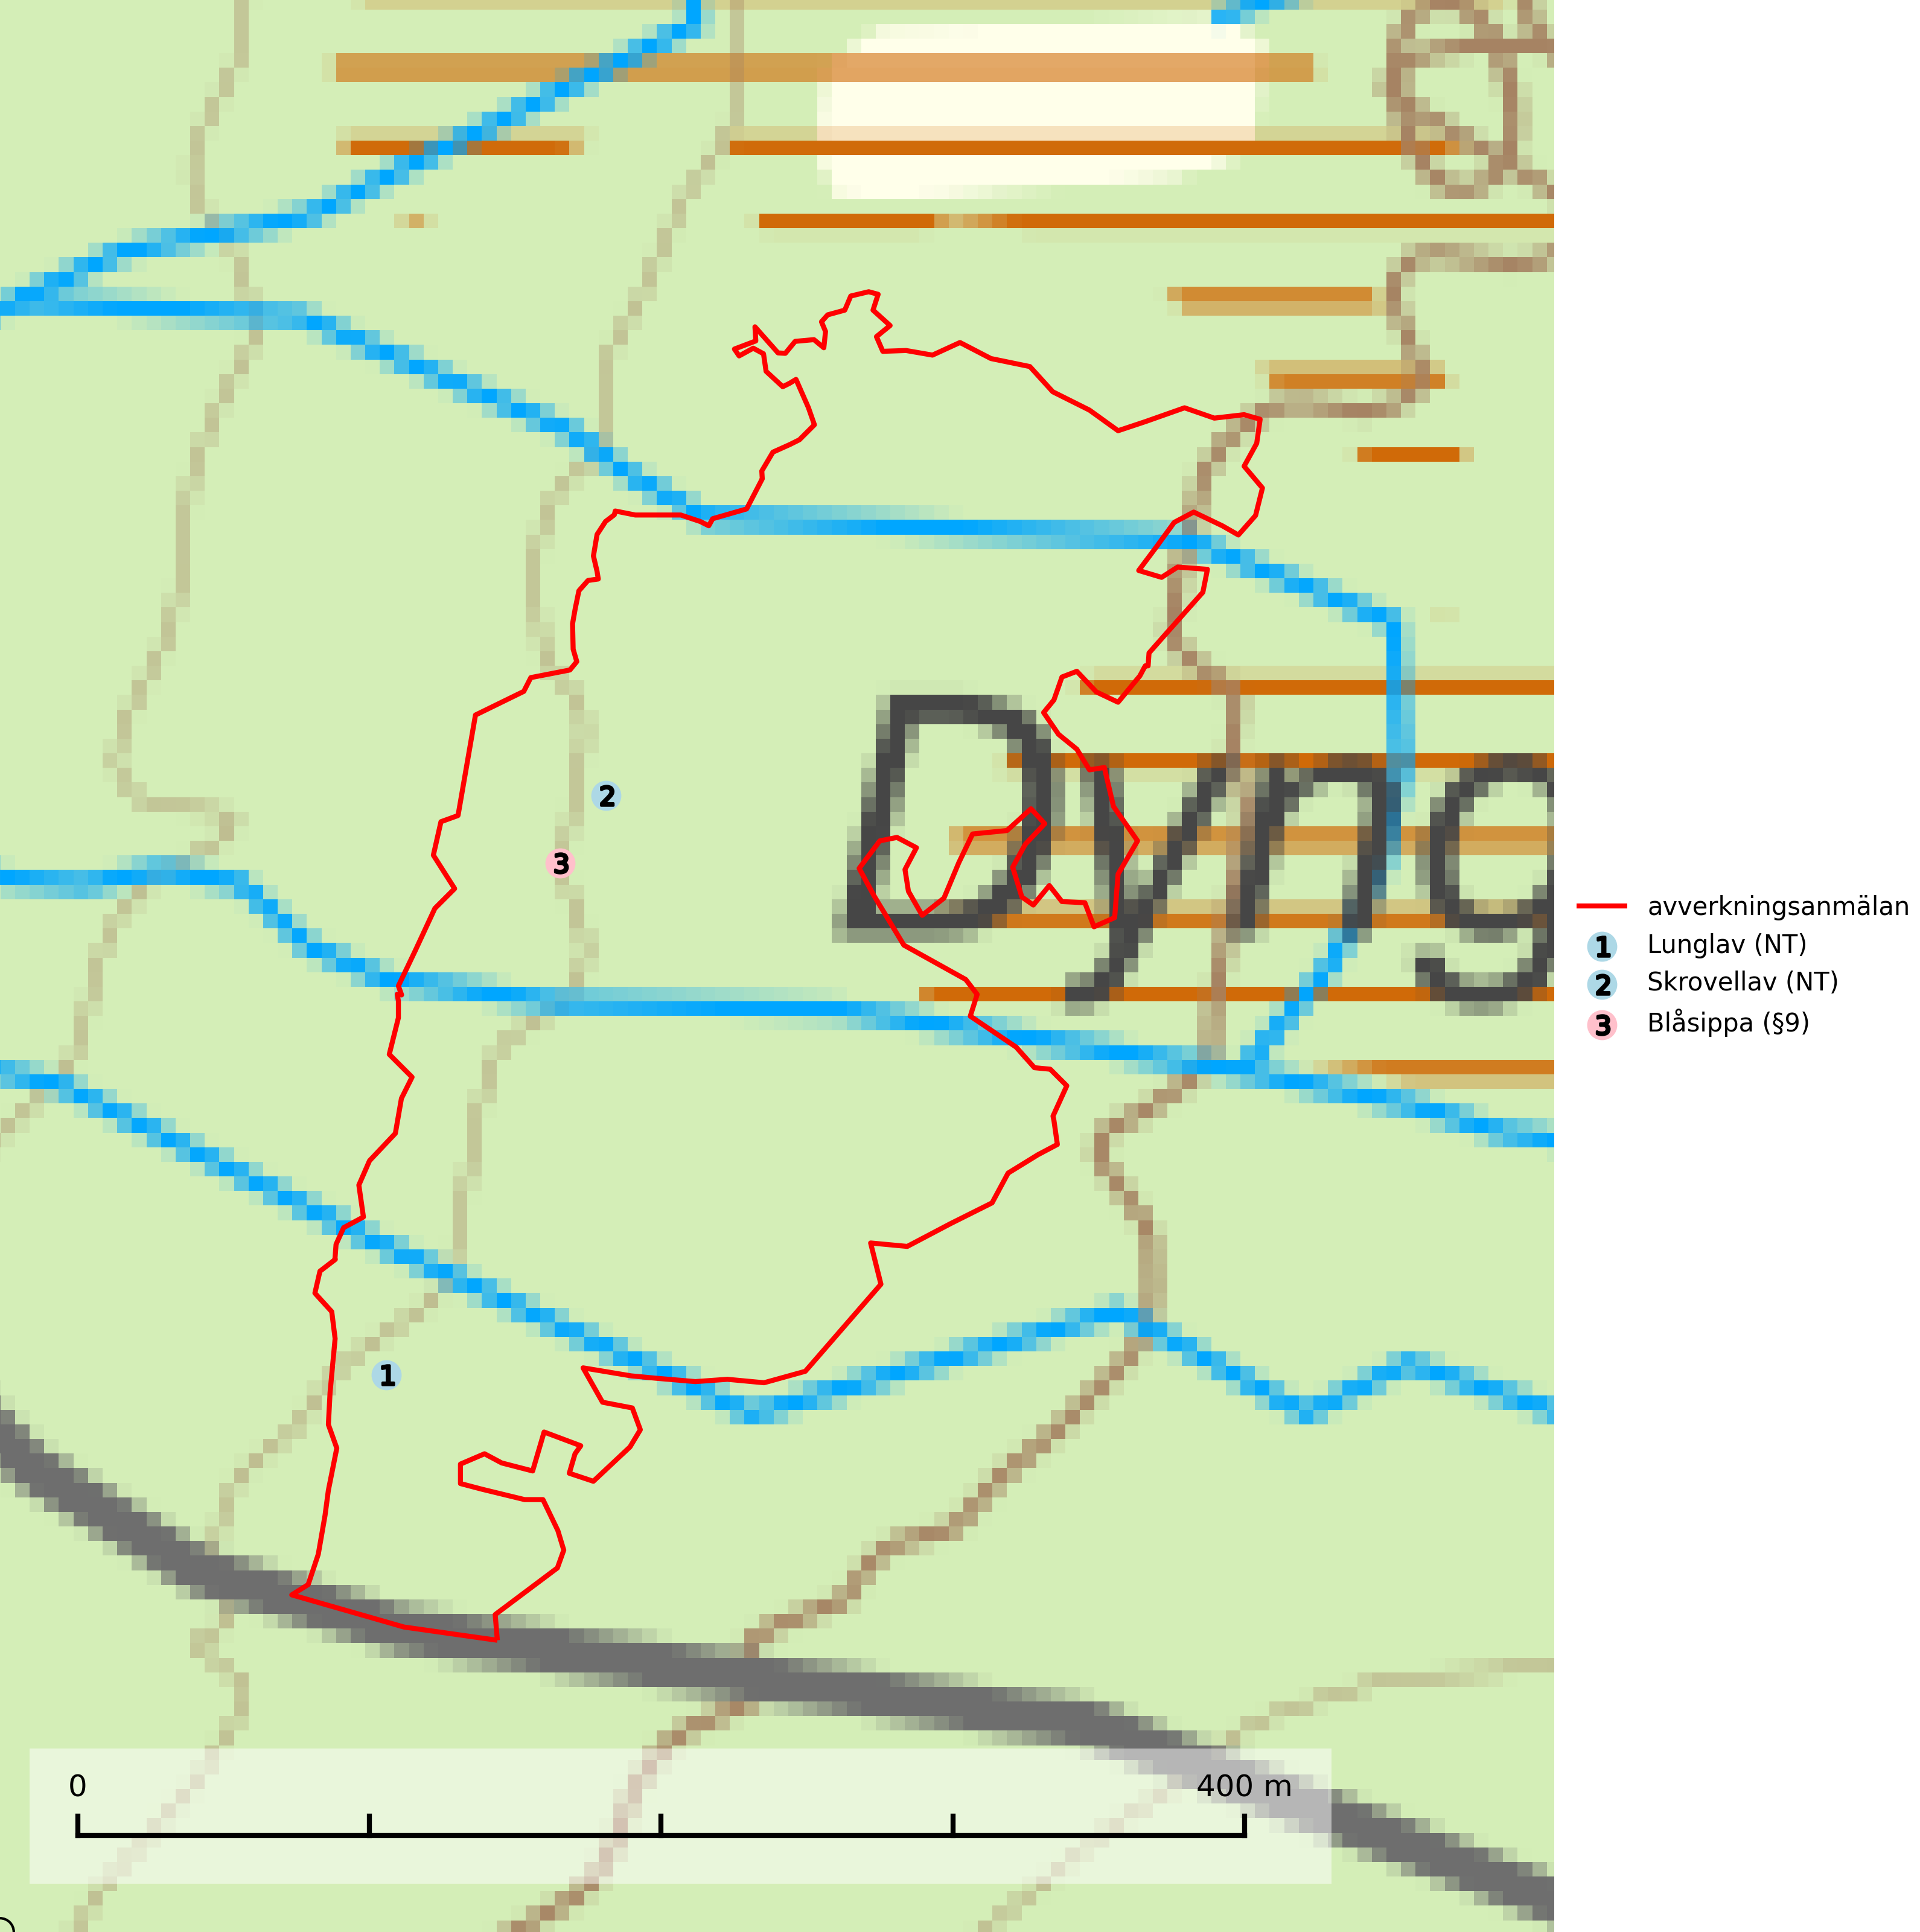 2
3
1
0
400 m
avverkningsanmälan
1 Lunglav (NT)
2 Skrovellav (NT)
3 Blåsippa (§9)